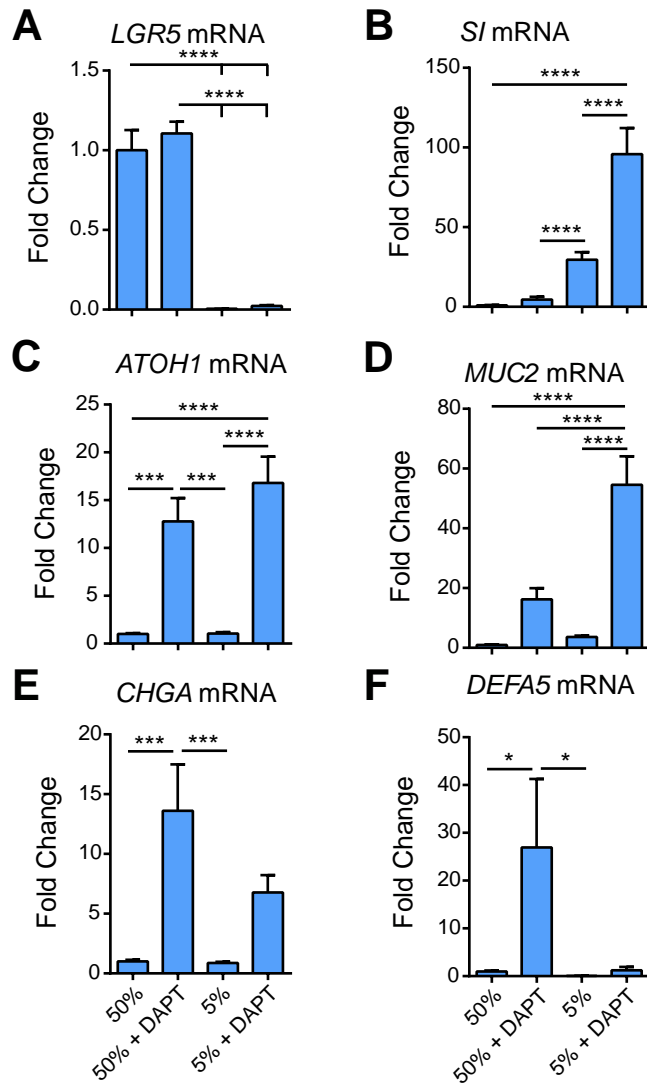 A
LGR5 mRNA
****
****
Fold Change
1.5
1.0
0.5
0.0
B
SI mRNA
****
****
****
Fold Change
150
100
50
0
C
ATOH1 mRNA
****
****
***
***
Fold Change
25
20
15
10
5
0
D
MUC2 mRNA
****
****
****
Fold Change
80
60
40
20
0
E
CHGA mRNA
***
***
Fold Change
20
15
10
5
0
50%
50% + DAPT
5%
5% + DAPT
F
DEFA5 mRNA
*
*
Fold Change
50
40
30
20
10
0
50%
50% + DAPT
5%
5% + DAPT